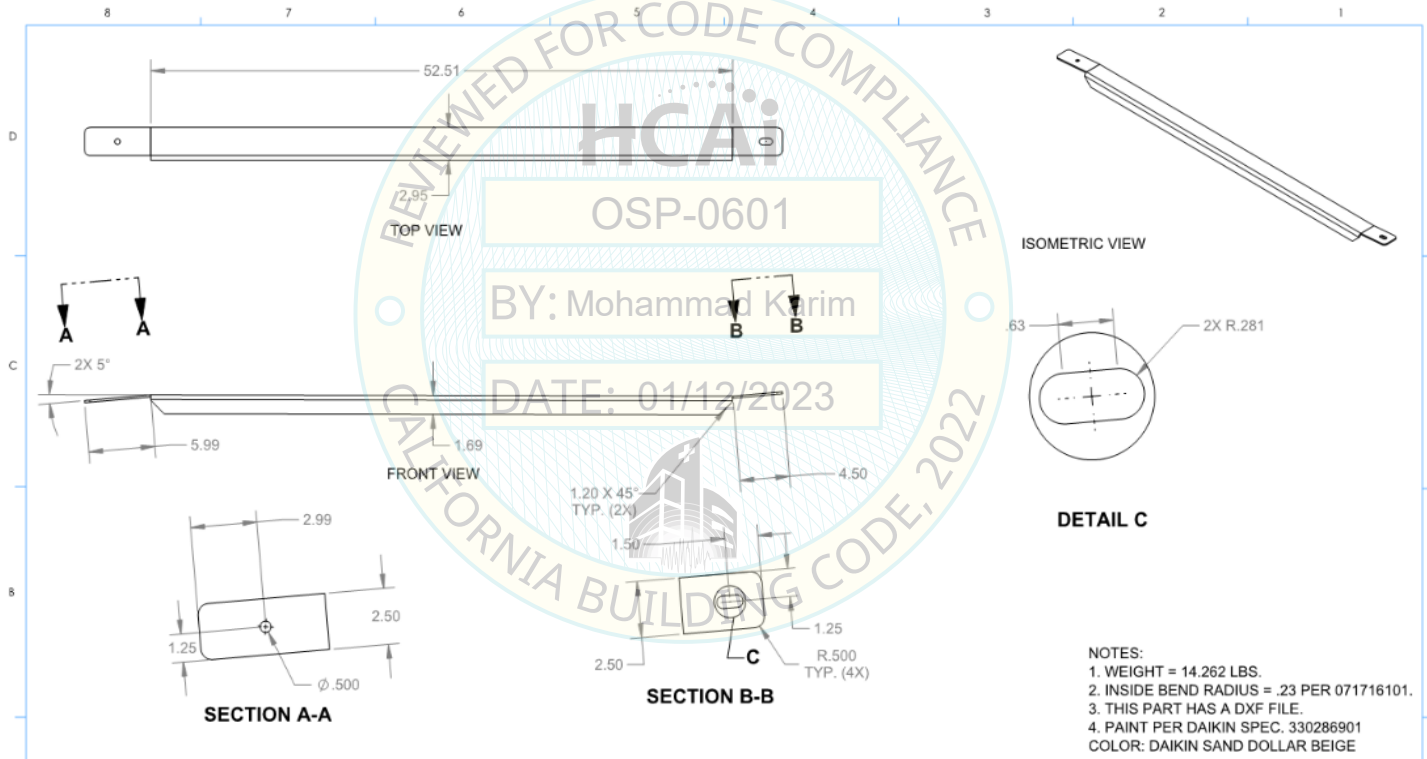 8 7 6 5 4 3 2 1
D
C
B
52.51
2.95
TOP VIEW
REVIEWED FOR CODE COMPLIANCE
HCAi
OSP-0601
BY: Mohammad Karim
DATE: 01/12/2023
CALIFORNIA BUILDING CODE, 2022
ISOMETRIC VIEW
A A
B B
2X 5°
5.99
1.69
FRONT VIEW
4.50
1.20 X 45°
TYP. (2X)
.63
2X R.281
DETAIL C
2.99
2.50
1.25
Ø.500
SECTION A-A
1.50
2.50
1.25
C
R.500
TYP. (4X)
SECTION B-B
NOTES:
1. WEIGHT = 14.262 LBS.
2. INSIDE BEND RADIUS = .23 PER 071716101.
3. THIS PART HAS A DXF FILE.
4. PAINT PER DAIKIN SPEC. 330286901
COLOR: DAIKIN SAND DOLLAR BEIGE